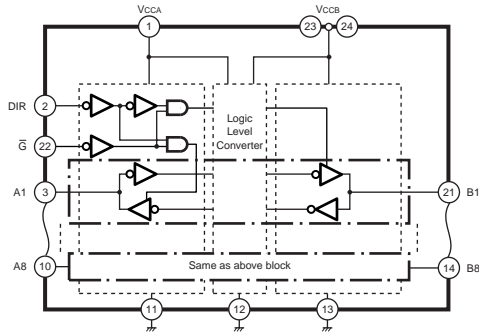 VCCA
VCCB
1
23
24
DIR
2
G̅
22
Logic
Level
Converter
A1
3
21
B1
A8
10
Same as above block
14
B8
11
12
13